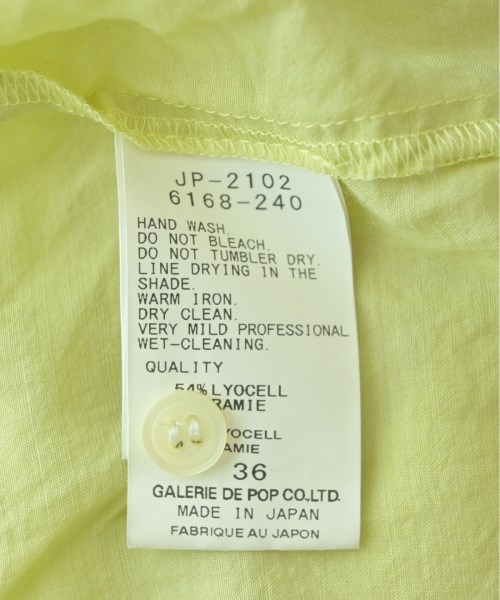 JP-2102
6168-240
HAND WASH.
DO NOT BLEACH.
DO NOT TUMBLER DRY.
LINE DRYING IN THE
SHADE.
WARM IRON.
DRY CLEAN.
VERY MILD PROFESSIONAL
WET-CLEANING.
QUALITY
54% LYOCELL
RAMIE
36
GALERIE DE POP CO.,LTD.
MADE IN JAPAN
FABRIQUE AU JAPON